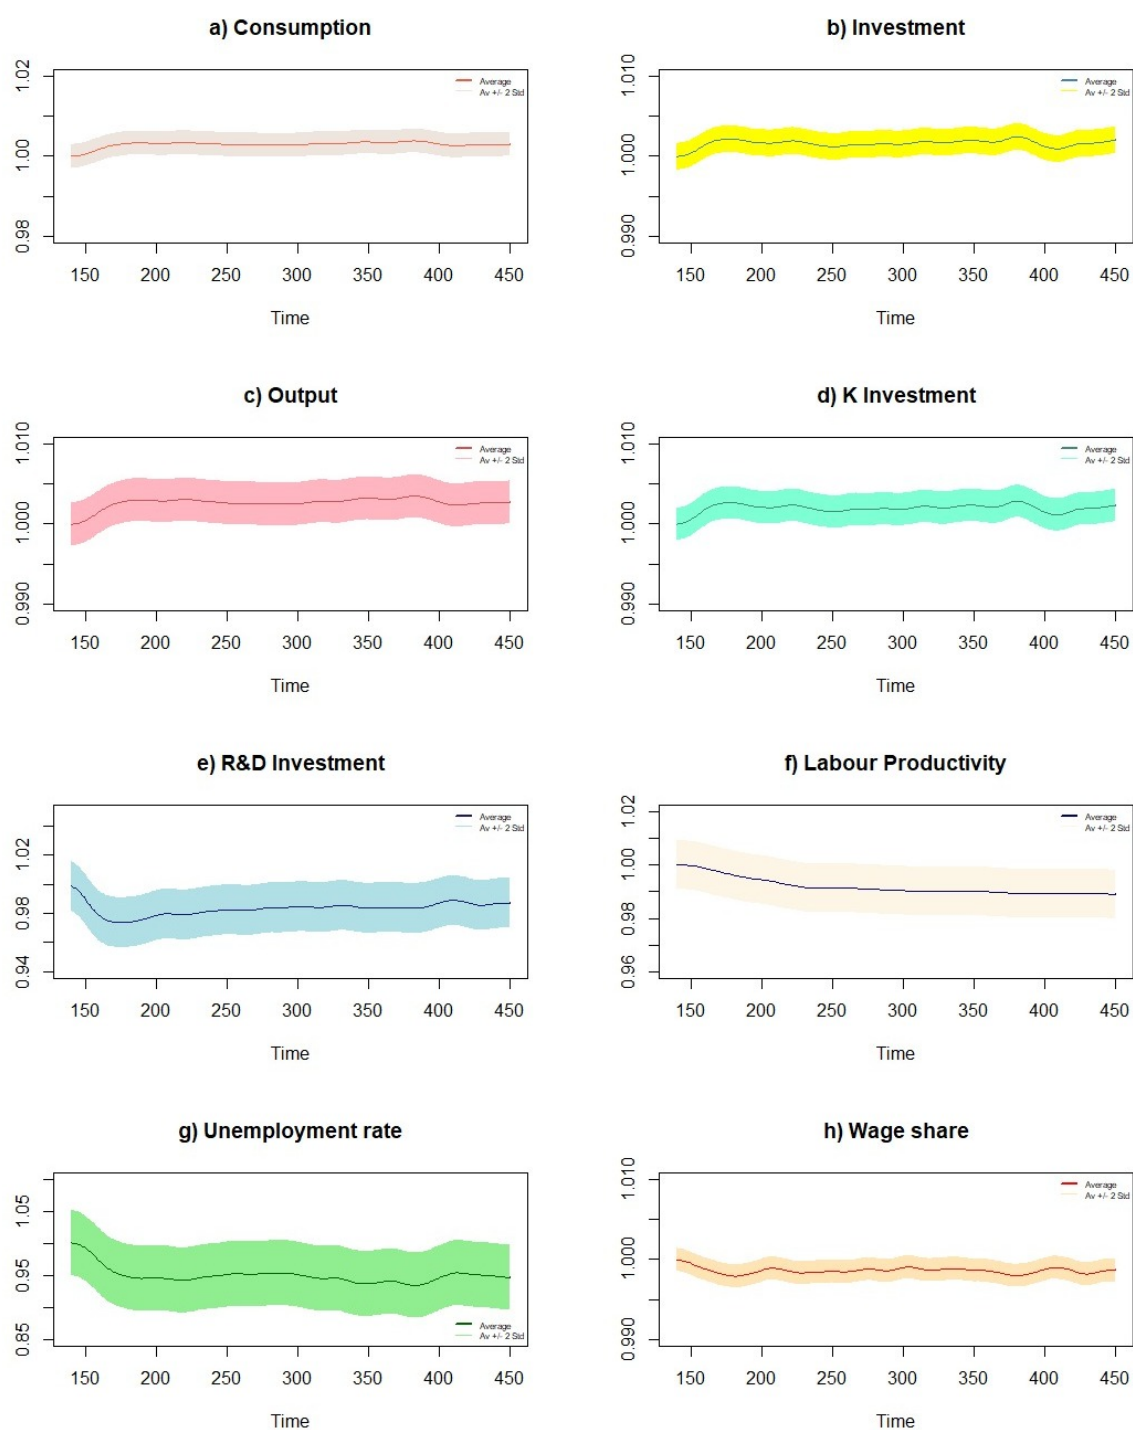 a) Consumption
1.02
1.00
0.98
Average
Av +/- 2 Std
150 200 250 300 350 400 450
Time
b) Investment
1.010
1.000
0.990
Average
Av +/- 2 Std
150 200 250 300 350 400 450
Time
c) Output
1.010
1.000
0.990
Average
Av +/- 2 Std
150 200 250 300 350 400 450
Time
d) K Investment
1.010
1.000
0.990
Average
Av +/- 2 Std
150 200 250 300 350 400 450
Time
e) R&D Investment
1.02
0.98
0.94
Average
Av +/- 2 Std
150 200 250 300 350 400 450
Time
f) Labour Productivity
1.02
1.00
0.98
0.96
Average
Av +/- 2 Std
150 200 250 300 350 400 450
Time
g) Unemployment rate
1.05
0.95
0.85
Average
Av +/- 2 Std
150 200 250 300 350 400 450
Time
h) Wage share
1.010
1.000
0.990
Average
Av +/- 2 Std
150 200 250 300 350 400 450
Time